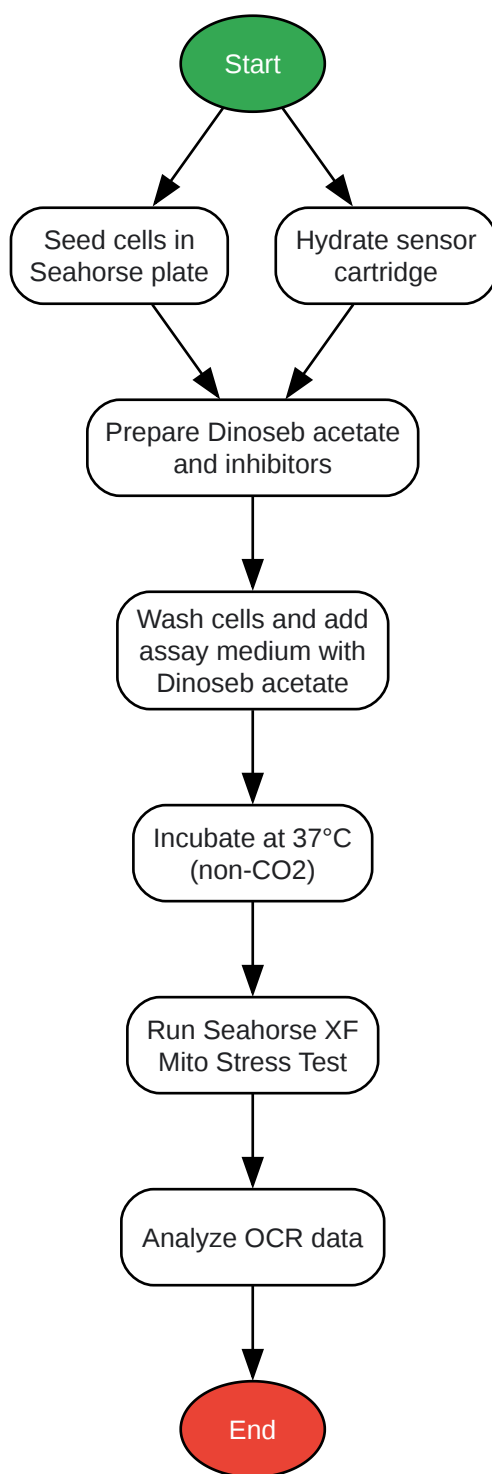 Start
Seed cells in
Seahorse plate
Hydrate sensor
cartridge
Prepare Dinoseb acetate
and inhibitors
Wash cells and add
assay medium with
Dinoseb acetate
Incubate at 37°C
(non-CO2)
Run Seahorse XF
Mito Stress Test
Analyze OCR data
End